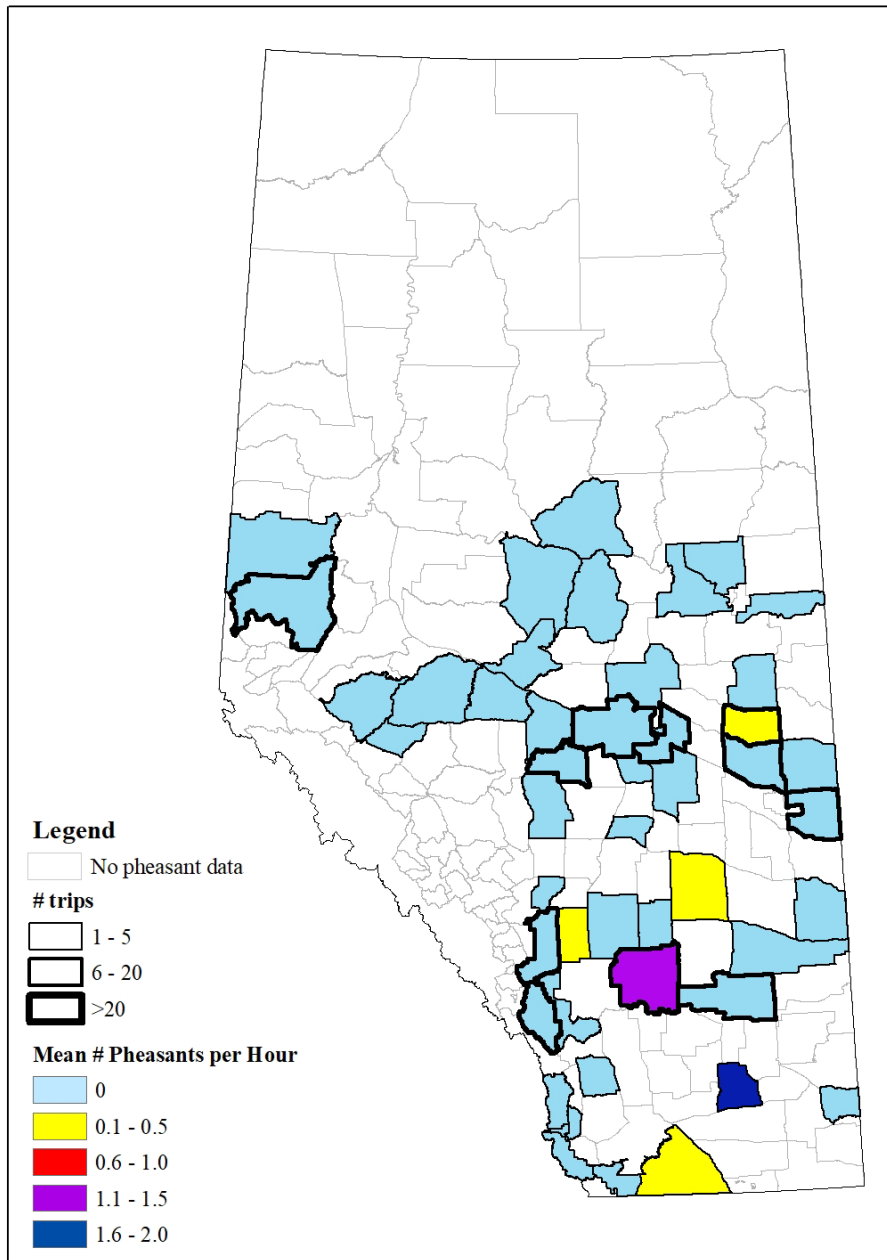 Legend
No pheasant data
# trips
1 - 5
6 - 20
>20
Mean # Pheasants per Hour
0
0.1 - 0.5
0.6 - 1.0
1.1 - 1.5
1.6 - 2.0